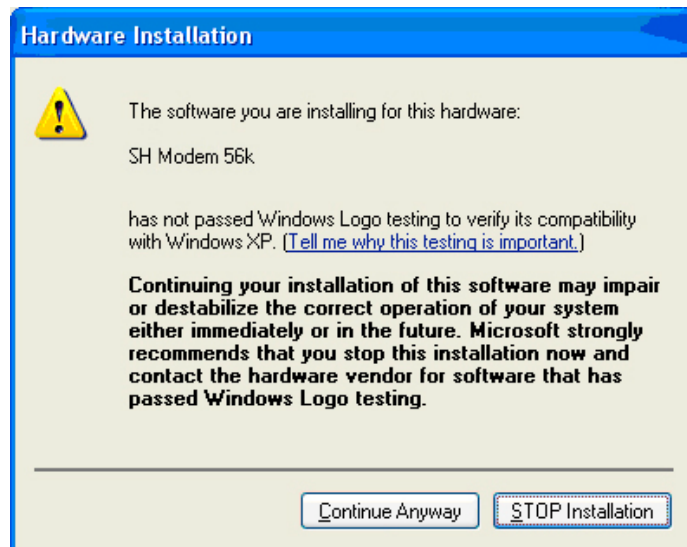 Hardware Installation
The software you are installing for this hardware:
SH Modem 56k
has not passed Windows Logo testing to verify its compatibility
with Windows XP. (Tell me why this testing is important.)
Continuing your installation of this software may impair
or destabilize the correct operation of your system
either immediately or in the future. Microsoft strongly
recommends that you stop this installation now and
contact the hardware vendor for software that has
passed Windows Logo testing.
Continue Anyway
STOP Installation